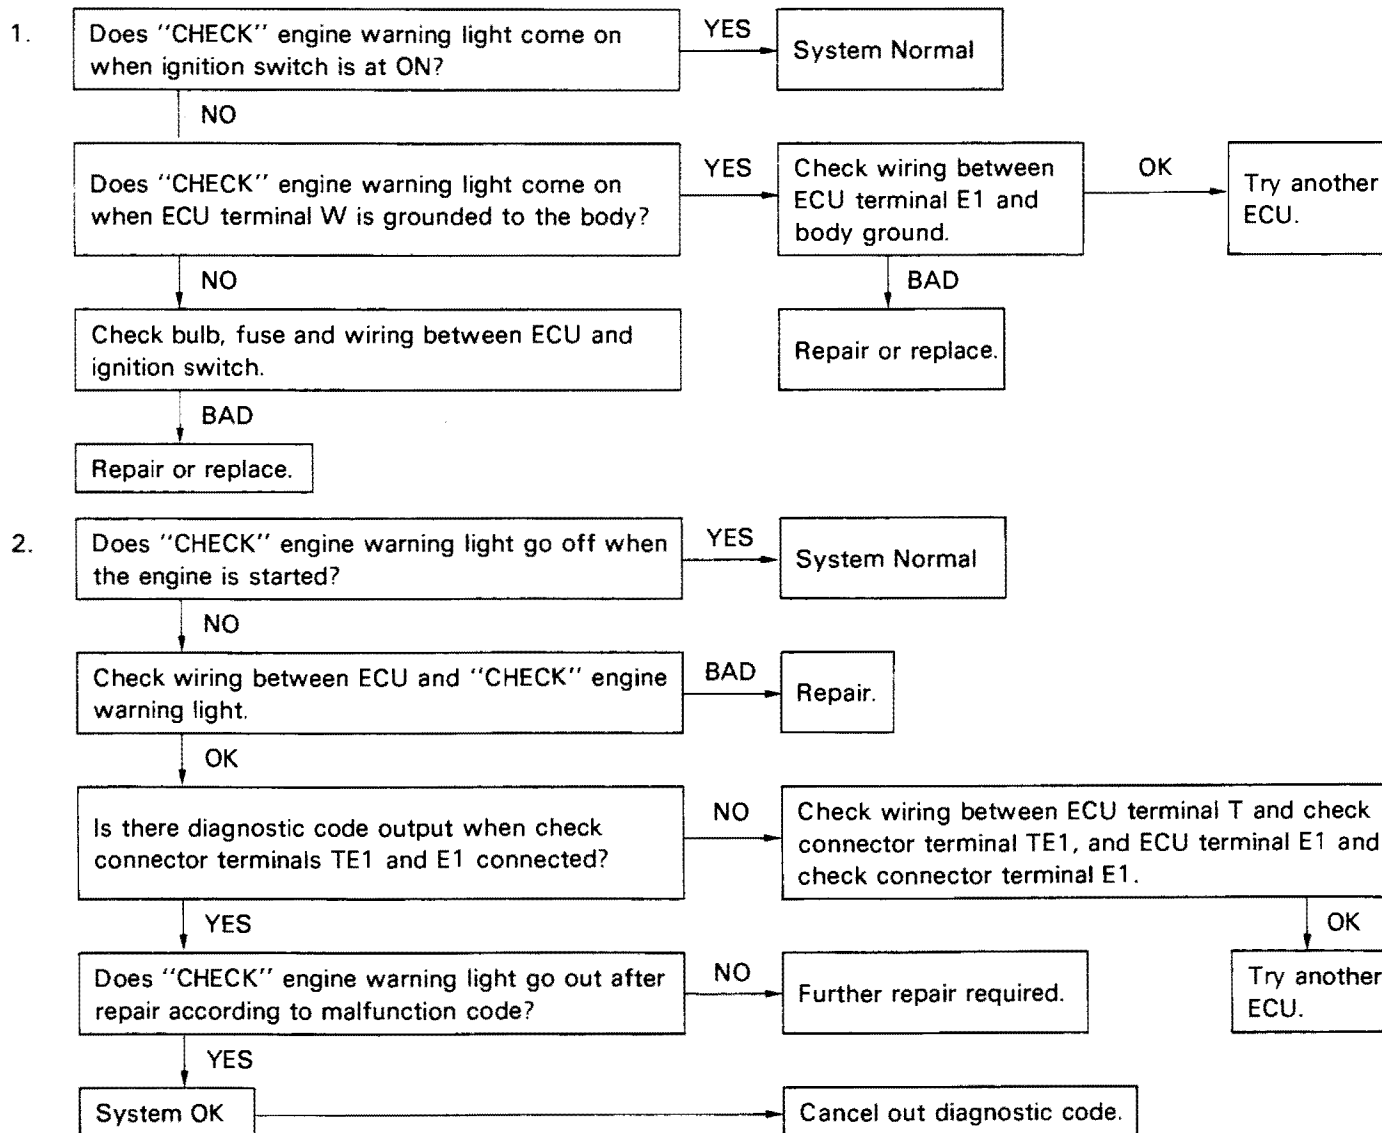 1.
Does "CHECK" engine warning light come on
when ignition switch is at ON?
YES
System Normal
NO
Does "CHECK" engine warning light come on
when ECU terminal W is grounded to the body?
YES
Check wiring between
ECU terminal E1 and
body ground.
OK
Try another
ECU.
NO
BAD
Check bulb, fuse and wiring between ECU and
ignition switch.
Repair or replace.
BAD
Repair or replace.
2.
Does "CHECK" engine warning light go off when
the engine is started?
YES
System Normal
NO
Check wiring between ECU and "CHECK" engine
warning light.
BAD
Repair.
OK
Is there diagnostic code output when check
connector terminals TE1 and E1 connected?
NO
Check wiring between ECU terminal T and check
connector terminal TE1, and ECU terminal E1 and
check connector terminal E1.
YES
OK
Does "CHECK" engine warning light go out after
repair according to malfunction code?
NO
Further repair required.
Try another
ECU.
YES
System OK
Cancel out diagnostic code.